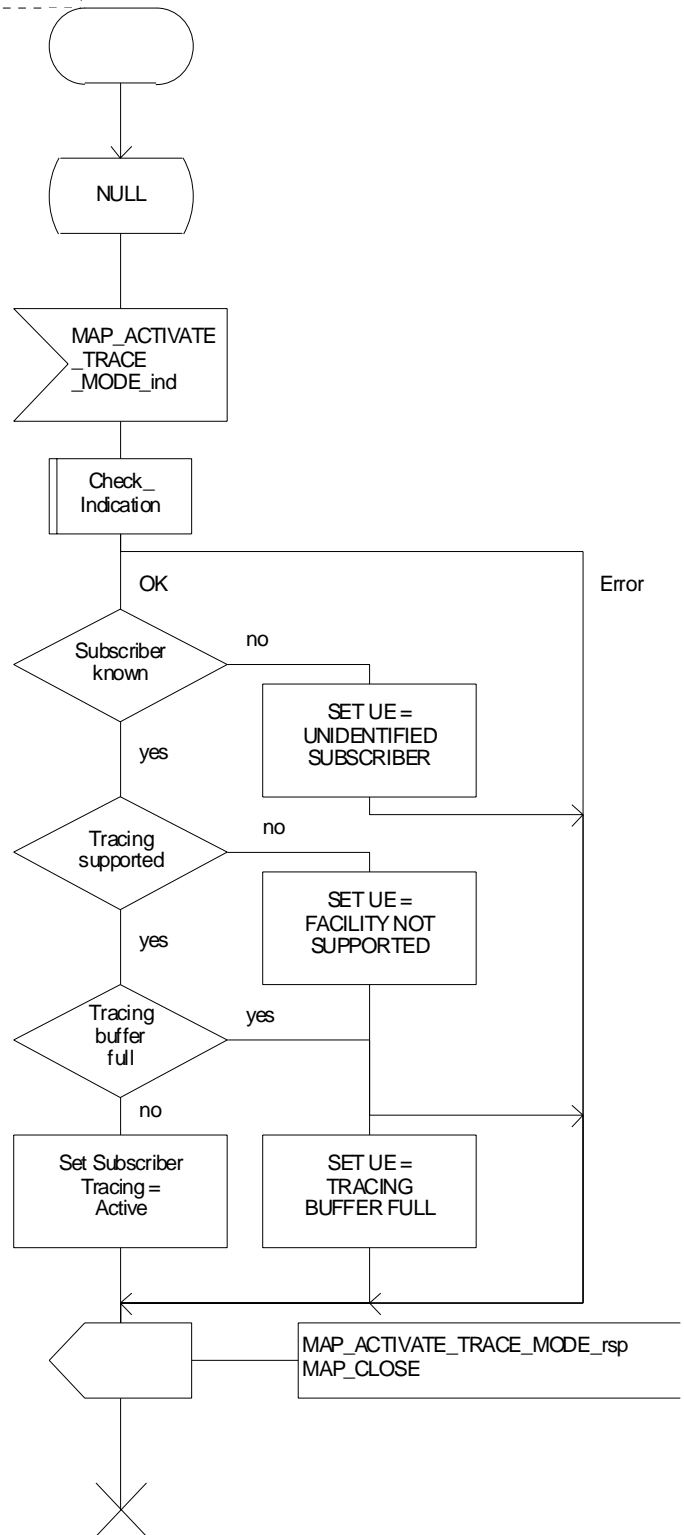 NULL
MAP_ACTIVATE
_TRACE
_MODE_ind
Check_
Indication
OK
Error
Subscriber
known
no
SET UE =
UNIDENTIFIED
SUBSCRIBER
yes
Tracing
supported
no
SET UE =
FACILITY NOT
SUPPORTED
yes
Tracing
buffer
full
yes
no
Set Subscriber
Tracing =
Active
SET UE =
TRACING
BUFFER FULL
MAP_ACTIVATE_TRACE_MODE_rsp
MAP_CLOSE